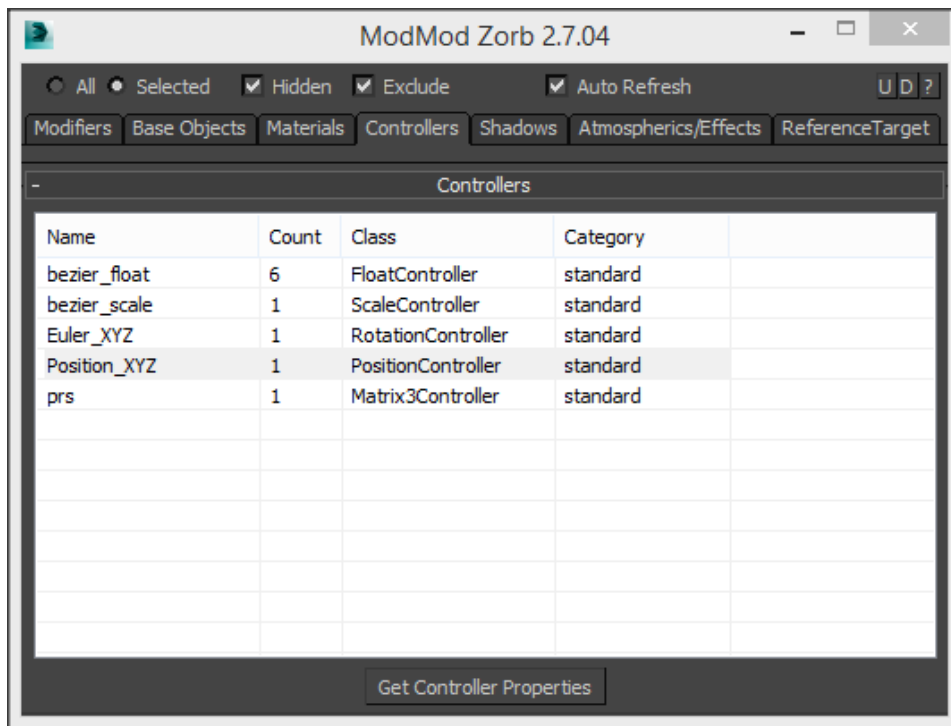 ModMod Zorb 2.7.04
All Selected Hidden Exclude Auto Refresh U D ?
Modifiers Base Objects Materials Controllers Shadows Atmospherics/Effects ReferenceTarget
- Controllers
Name Count Class Category
bezier_float 6 FloatController standard
bezier_scale 1 ScaleController standard
Euler_XYZ 1 RotationController standard
Position_XYZ 1 PositionController standard
prs 1 Matrix3Controller standard
Get Controller Properties